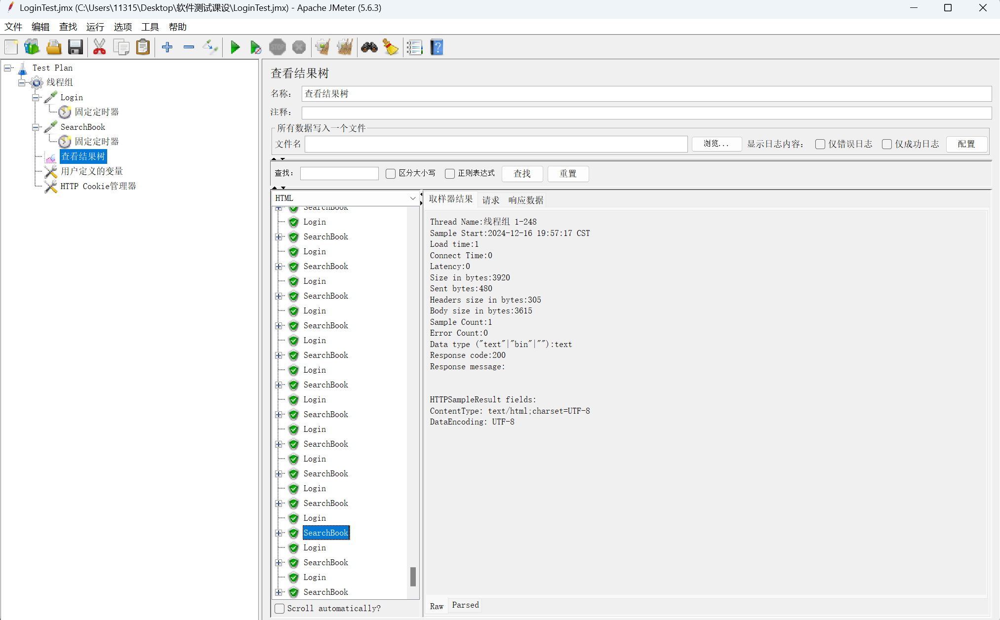 LoginTest.jmx (C:\Users\11315\Desktop\软件测试课设\LoginTest.jmx) - Apache JMeter (5.6.3)
文件 编辑 查找 运行 选项 工具 帮助
STOP
Test Plan
线程组
Login
固定定时器
SearchBook
固定定时器
查看结果树
用户定义的变量
HTTP Cookie管理器
查看结果树
名称： 查看结果树
注释：
所有数据写入一个文件
文件名 浏览... 显示日志内容： 仅错误日志 仅成功日志 配置
查找： 区分大小写 正则表达式 查找 重置
HTML
SearchBook
Login
SearchBook
Login
SearchBook
Login
SearchBook
Login
SearchBook
Login
SearchBook
Login
SearchBook
Login
SearchBook
Login
SearchBook
Login
SearchBook
Login
SearchBook
Login
SearchBook
Login
SearchBook
Login
SearchBook
Scroll automatically?
取样器结果 请求 响应数据
Thread Name:线程组 1-248
Sample Start:2024-12-16 19:57:17 CST
Load time:1
Connect Time:0
Latency:0
Size in bytes:3920
Sent bytes:480
Headers size in bytes:305
Body size in bytes:3615
Sample Count:1
Error Count:0
Data type ("text"|"bin"|""):text
Response code:200
Response message:
HTTPSampleResult fields:
ContentType: text/html;charset=UTF-8
DataEncoding: UTF-8
Raw Parsed